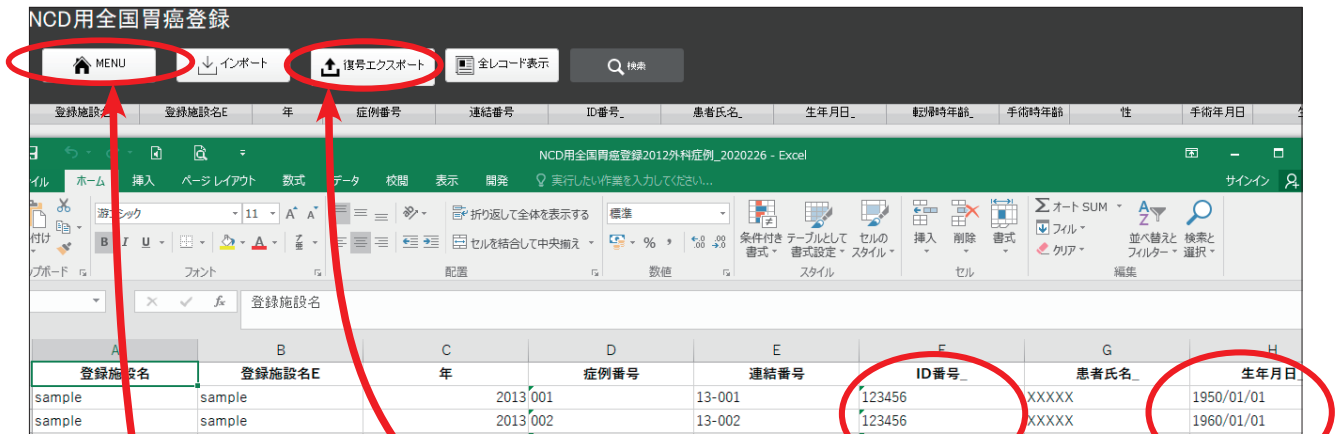 NCD用全国胃癌登録
MENU インポート 復号エクスポート 全レコード表示 検索
登録施設名 登録施設名E 年 症例番号 連結番号 ID番号_ 患者氏名_ 生年月日_ 転帰時年齢_ 手術時年齢 性 手術年月日
NCD用全国胃癌登録2012外科症例_2020226 - Excel
イル ホーム 挿入 ページ レイアウト 数式 データ 校閲 表示 開発 実行したい作業を入力してください... サインイン
游ゴシック 11 A A 折り返して全体を表示する 標準 条件付き テーブルとして セルの 挿入 削除 書式 オート SUM 並べ替えと 検索と
付け B I U A セルを結合して中央揃え % 書式 書式設定 スタイル フィル フィルター 選択
クリア
プボード フォント 配置 数値 スタイル セル 編集
fx 登録施設名
A B C D E F G H
登録施設名 登録施設名E 年 症例番号 連結番号 ID番号_ 患者氏名_ 生年月日_
sample sample 2013 001 13-001 123456 XXXXX 1950/01/01
sample sample 2013 002 13-002 123456 XXXXX 1960/01/01